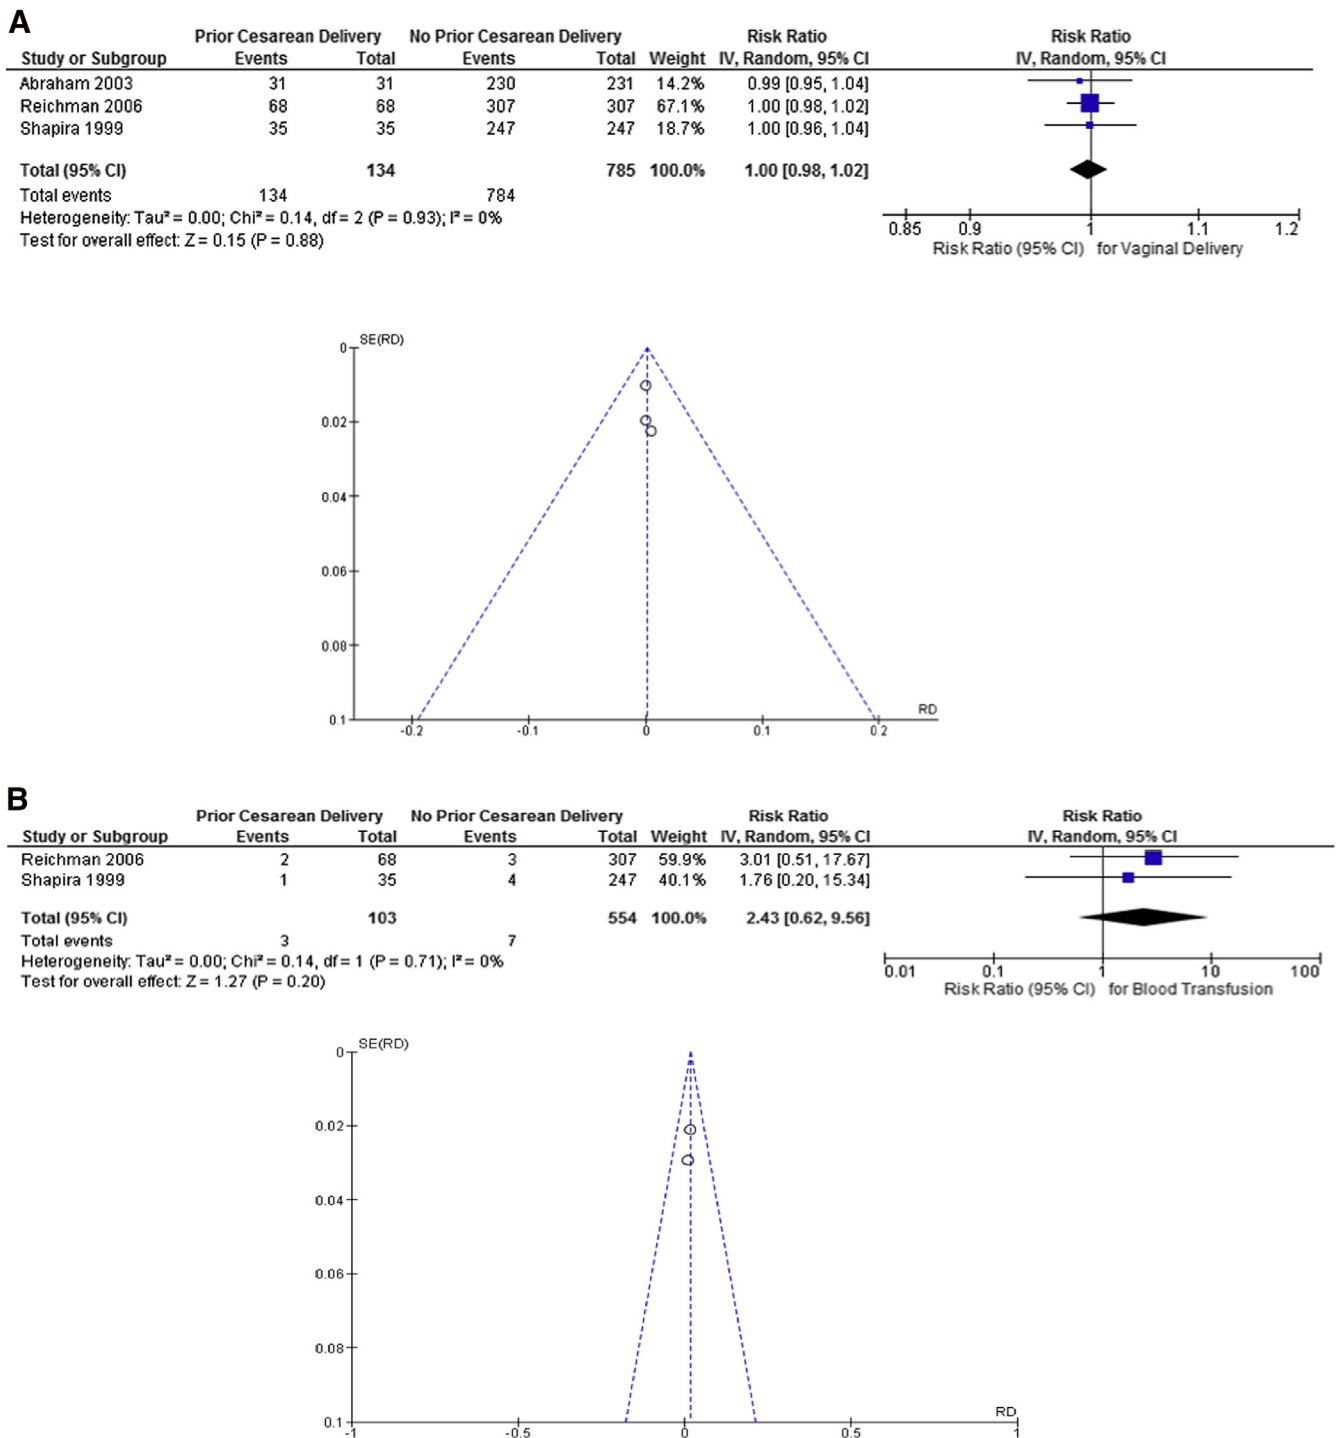 A
Prior Cesarean Delivery No Prior Cesarean Delivery Risk Ratio Risk Ratio
Study or Subgroup Events Total Events Total Weight IV, Random, 95% CI IV, Random, 95% CI
Abraham 2003 31 31 230 231 14.2% 0.99 [0.95, 1.04]
Reichman 2006 68 68 307 307 67.1% 1.00 [0.98, 1.02]
Shapira 1999 35 35 247 247 18.7% 1.00 [0.96, 1.04]
Total (95% CI) 134 785 100.0% 1.00 [0.98, 1.02]
Total events 134 784
Heterogeneity: Tau² = 0.00; Chi² = 0.14, df = 2 (P = 0.93); I² = 0%
Test for overall effect: Z = 0.15 (P = 0.88)
0.85 0.9 1 1.1 1.2
Risk Ratio (95% CI) for Vaginal Delivery
SE(RD)
0
0.02
0.04
0.06
0.08
0.1
RD
-0.2 -0.1 0 0.1 0.2
B
Prior Cesarean Delivery No Prior Cesarean Delivery Risk Ratio Risk Ratio
Study or Subgroup Events Total Events Total Weight IV, Random, 95% CI IV, Random, 95% CI
Reichman 2006 2 68 3 307 59.9% 3.01 [0.51, 17.67]
Shapira 1999 1 35 4 247 40.1% 1.76 [0.20, 15.34]
Total (95% CI) 103 554 100.0% 2.43 [0.62, 9.56]
Total events 3 7
Heterogeneity: Tau² = 0.00; Chi² = 0.14, df = 1 (P = 0.71); I² = 0%
Test for overall effect: Z = 1.27 (P = 0.20)
0.01 0.1 1 10 100
Risk Ratio (95% CI) for Blood Transfusion
SE(RD)
0
0.02
0.04
0.06
0.08
0.1
RD
-1 -0.5 0 0.5 1